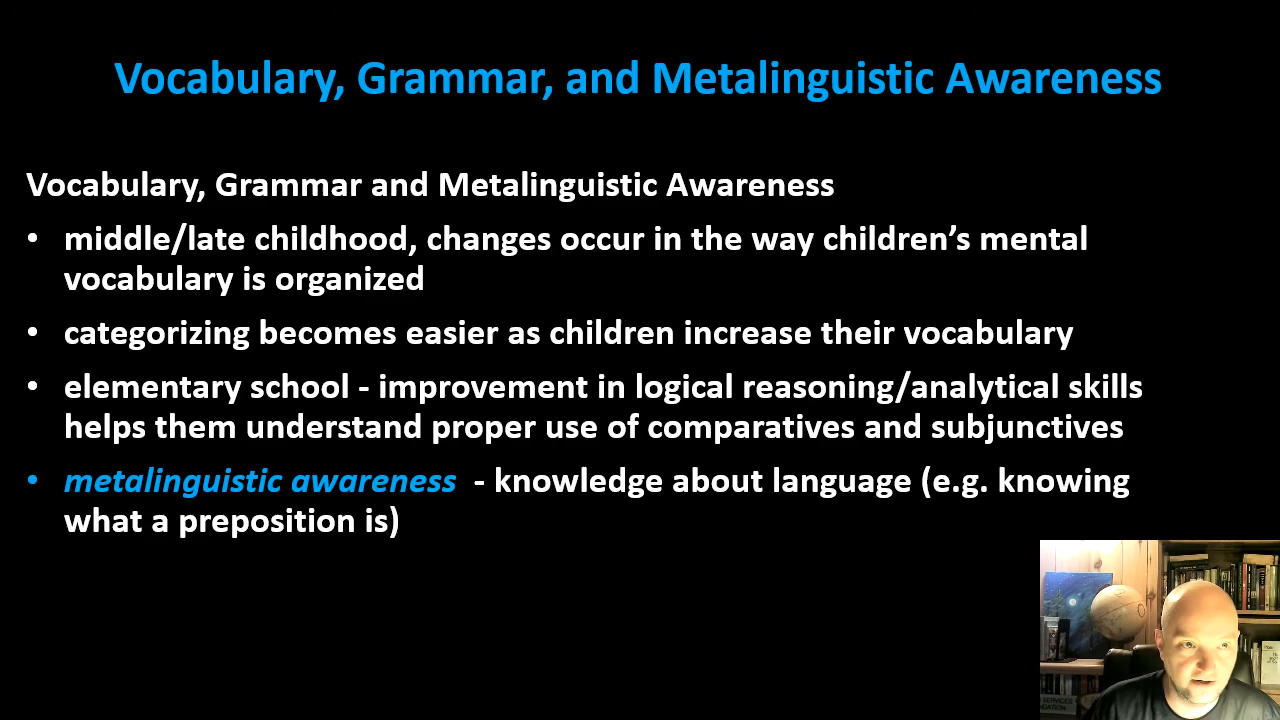 Vocabulary, Grammar, and Metalinguistic Awareness
Vocabulary, Grammar and Metalinguistic Awareness
• middle/late childhood, changes occur in the way children’s mental
vocabulary is organized
• categorizing becomes easier as children increase their vocabulary
• elementary school - improvement in logical reasoning/analytical skills
helps them understand proper use of comparatives and subjunctives
• metalinguistic awareness - knowledge about language (e.g. knowing
what a preposition is)